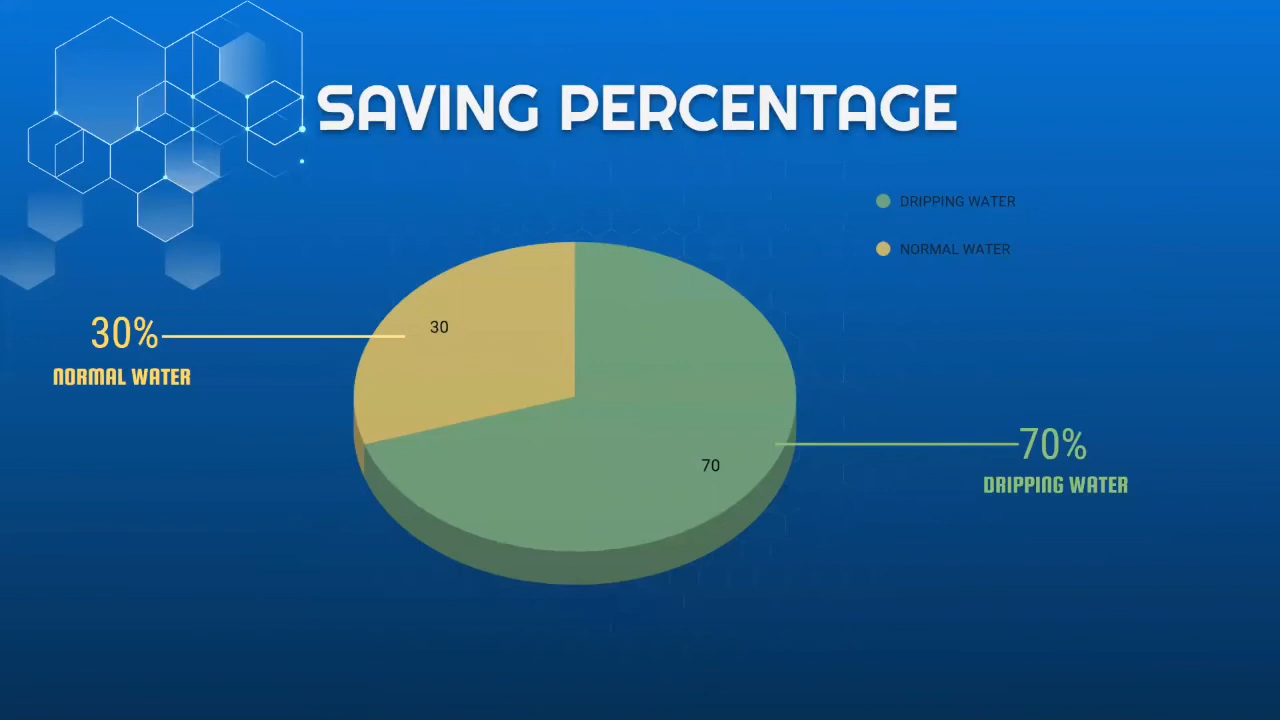 SAVING PERCENTAGE
DRIPPING WATER
NORMAL WATER
30%
NORMAL WATER
30
70
70%
DRIPPING WATER